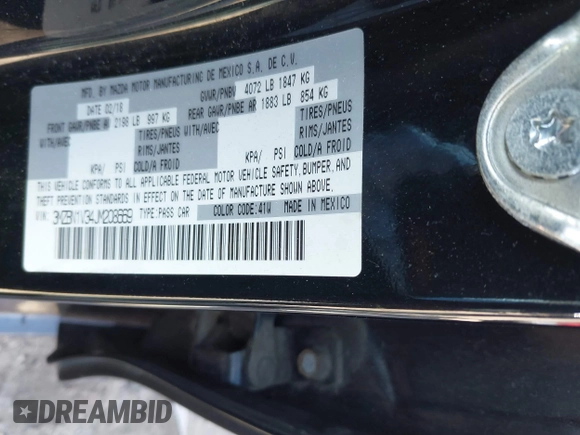 MFG. BY MAZDA MOTOR MANUFACTURING DE MEXICO S.A. DE C.V.
DATE 02/18 GVWR/PNBV 4072 LB 1847 KG
FRONT GAWR/PNBE AV 2198 LB 997 KG REAR GAWR/PNBE AR 1883 LB 854 KG
WITH/AVEC TIRES/PNEUS WITH/AVEC TIRES/PNEUS
RIMS/JANTES RIMS/JANTES
KPA/ PSI COLD/A FROID KPA/ PSI COLD/A FROID
THIS VEHICLE CONFORMS TO ALL APPLICABLE FEDERAL MOTOR VEHICLE SAFETY, BUMPER, AND
THEFT PREVENTION STANDARDS IN EFFECT ON THE DATE OF MANUFACTURE SHOWN ABOVE.
VIN: TYPE: PASS CAR COLOR CODE: 41W MADE IN MEXICO
DREAMBID